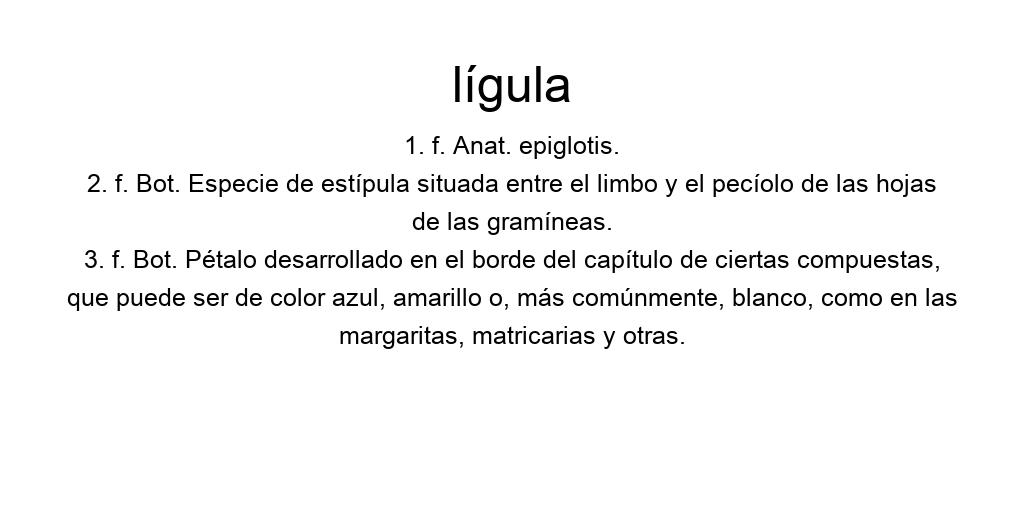 lígula
1. f. Anat. epiglotis.
2. f. Bot. Especie de estípula situada entre el limbo y el pecíolo de las hojas
de las gramíneas.
3. f. Bot. Pétalo desarrollado en el borde del capítulo de ciertas compuestas,
que puede ser de color azul, amarillo o, más comúnmente, blanco, como en las
margaritas, matricarias y otras.